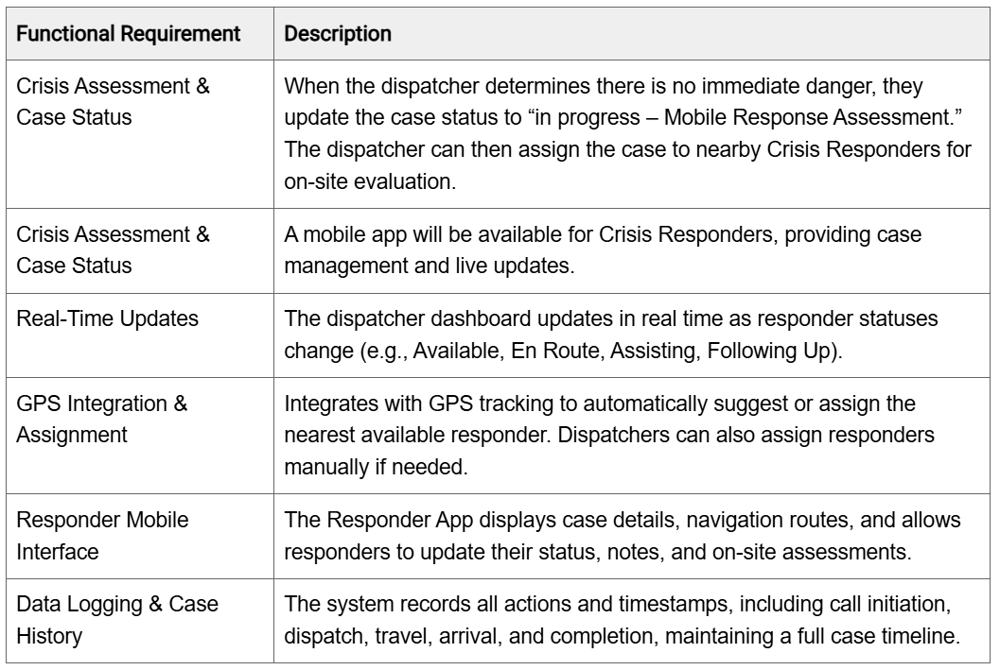 Functional Requirement
Description
Crisis Assessment &
Case Status
When the dispatcher determines there is no immediate danger, they
update the case status to “in progress – Mobile Response Assessment.”
The dispatcher can then assign the case to nearby Crisis Responders for
on-site evaluation.
Crisis Assessment &
Case Status
A mobile app will be available for Crisis Responders, providing case
management and live updates.
Real-Time Updates
The dispatcher dashboard updates in real time as responder statuses
change (e.g., Available, En Route, Assisting, Following Up).
GPS Integration &
Assignment
Integrates with GPS tracking to automatically suggest or assign the
nearest available responder. Dispatchers can also assign responders
manually if needed.
Responder Mobile
Interface
The Responder App displays case details, navigation routes, and allows
responders to update their status, notes, and on-site assessments.
Data Logging & Case
History
The system records all actions and timestamps, including call initiation,
dispatch, travel, arrival, and completion, maintaining a full case timeline.